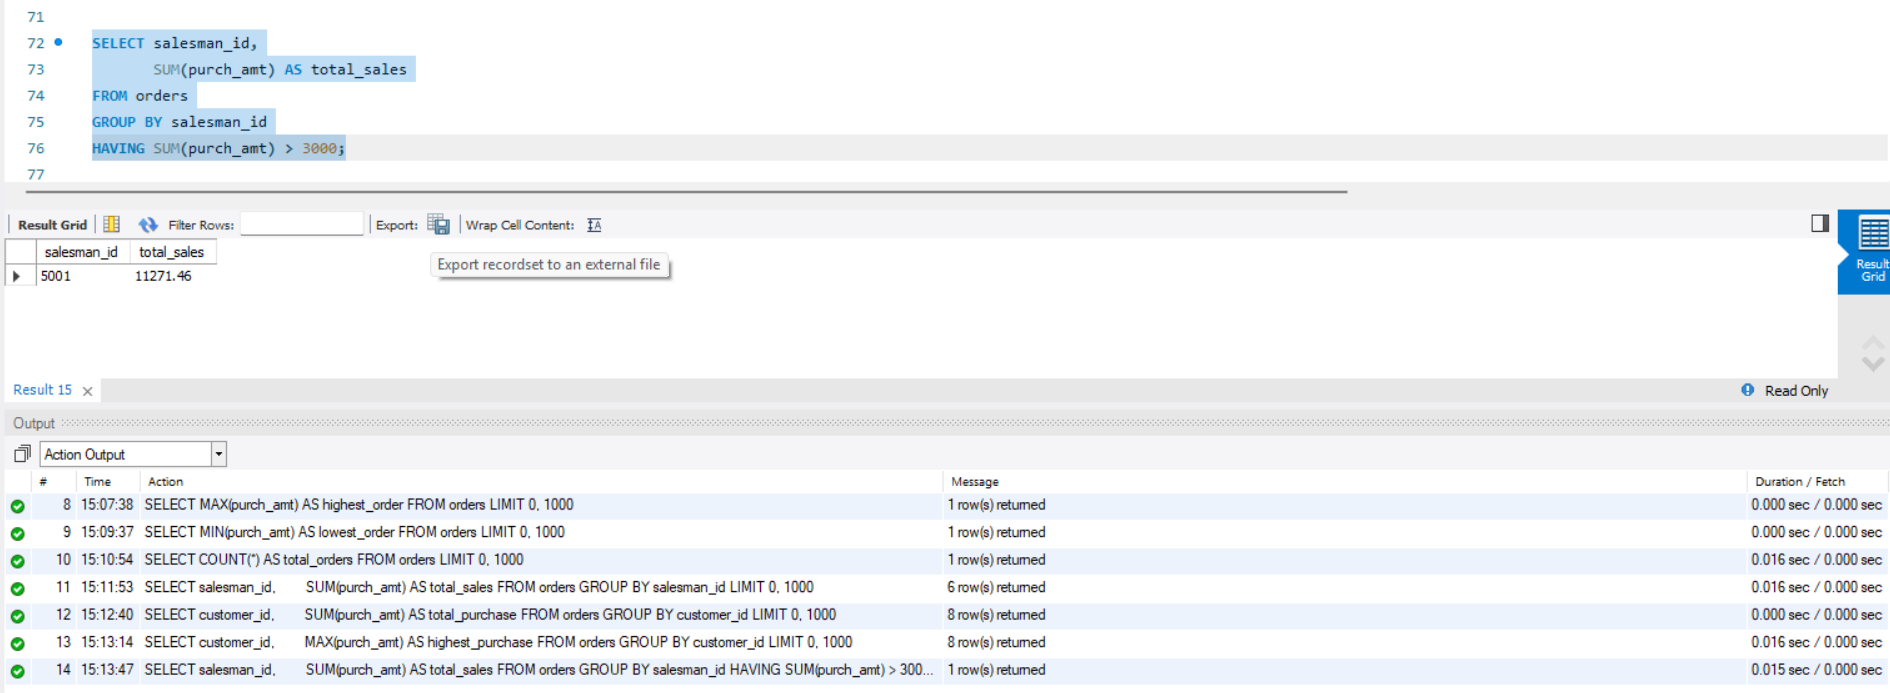 71
72 SELECT salesman_id,
73 SUM(purch_amt) AS total_sales
74 FROM orders
75 GROUP BY salesman_id
76 HAVING SUM(purch_amt) > 3000;
77
Result Grid Filter Rows: Export: Wrap Cell Content:
salesman_id total_sales
5001 11271.46
Export recordset to an external file
Result Grid
Result 15 Read Only
Output
Action Output
# Time Action Message Duration / Fetch
8 15:07:38 SELECT MAX(purch_amt) AS highest_order FROM orders LIMIT 0, 1000 1 row(s) returned 0.000 sec / 0.000 sec
9 15:09:37 SELECT MIN(purch_amt) AS lowest_order FROM orders LIMIT 0, 1000 1 row(s) returned 0.000 sec / 0.000 sec
10 15:10:54 SELECT COUNT(*) AS total_orders FROM orders LIMIT 0, 1000 1 row(s) returned 0.016 sec / 0.000 sec
11 15:11:53 SELECT salesman_id, SUM(purch_amt) AS total_sales FROM orders GROUP BY salesman_id LIMIT 0, 1000 6 row(s) returned 0.016 sec / 0.000 sec
12 15:12:40 SELECT customer_id, SUM(purch_amt) AS total_purchase FROM orders GROUP BY customer_id LIMIT 0, 1000 8 row(s) returned 0.000 sec / 0.000 sec
13 15:13:14 SELECT customer_id, MAX(purch_amt) AS highest_purchase FROM orders GROUP BY customer_id LIMIT 0, 1000 8 row(s) returned 0.016 sec / 0.000 sec
14 15:13:47 SELECT salesman_id, SUM(purch_amt) AS total_sales FROM orders GROUP BY salesman_id HAVING SUM(purch_amt) > 300... 1 row(s) returned 0.015 sec / 0.000 sec